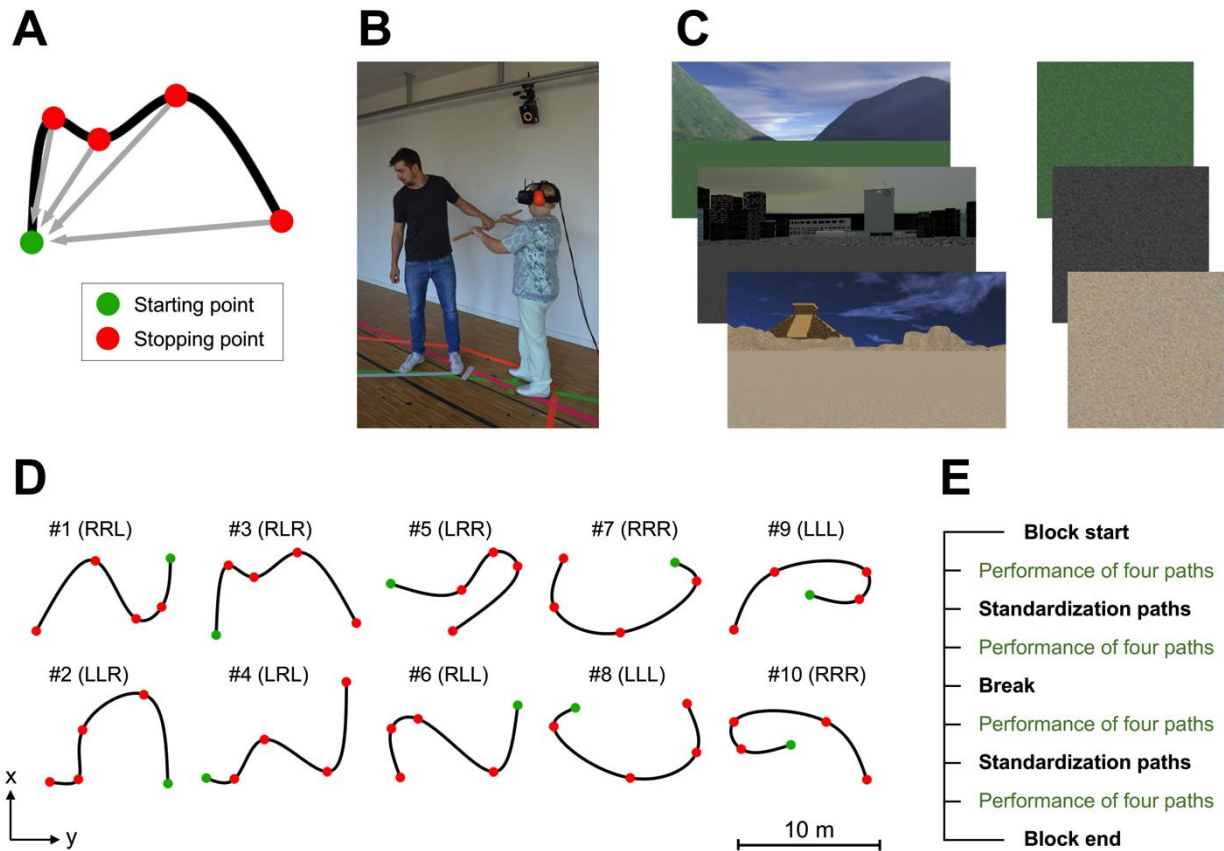 A
B
C
Starting point
Stopping point
D
E
#1 (RRL)
#3 (RLR)
#5 (LRR)
#7 (RRR)
#9 (LLL)
#2 (LLR)
#4 (LRL)
#6 (RLL)
#8 (LLL)
#10 (RRR)
x
y
10 m
Block start
Performance of four paths
Standardization paths
Performance of four paths
Break
Performance of four paths
Standardization paths
Performance of four paths
Block end